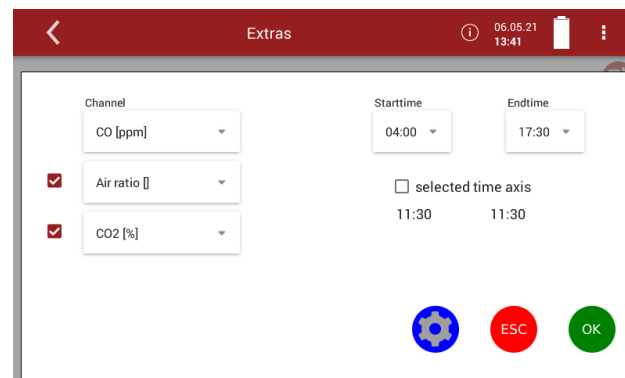 Extras
06.05.21
13:41
Channel
Starttime
Endtime
CO [ppm]
04:00
17:30
Air ratio []
selected time axis
11:30
11:30
CO2 [%]
ESC
OK